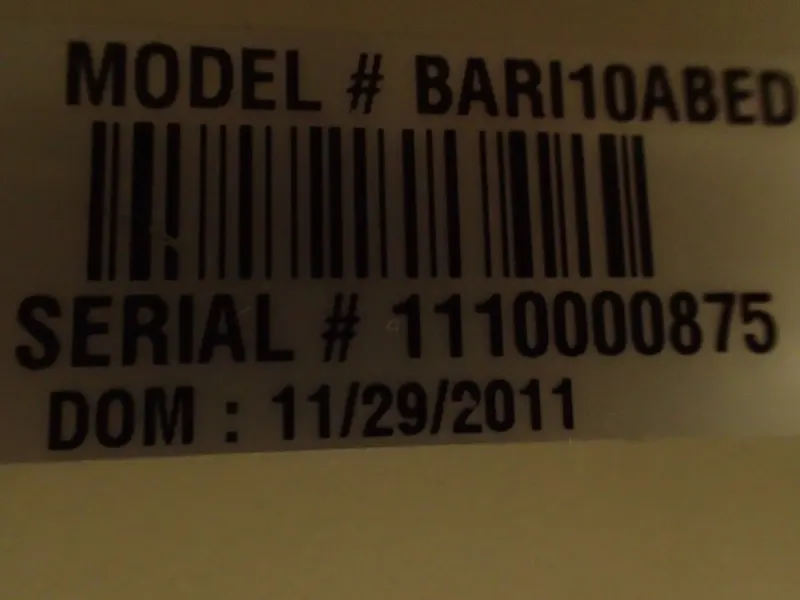 MODEL # BARI10ABED
SERIAL # 1110000875
DOM : 11/29/2011